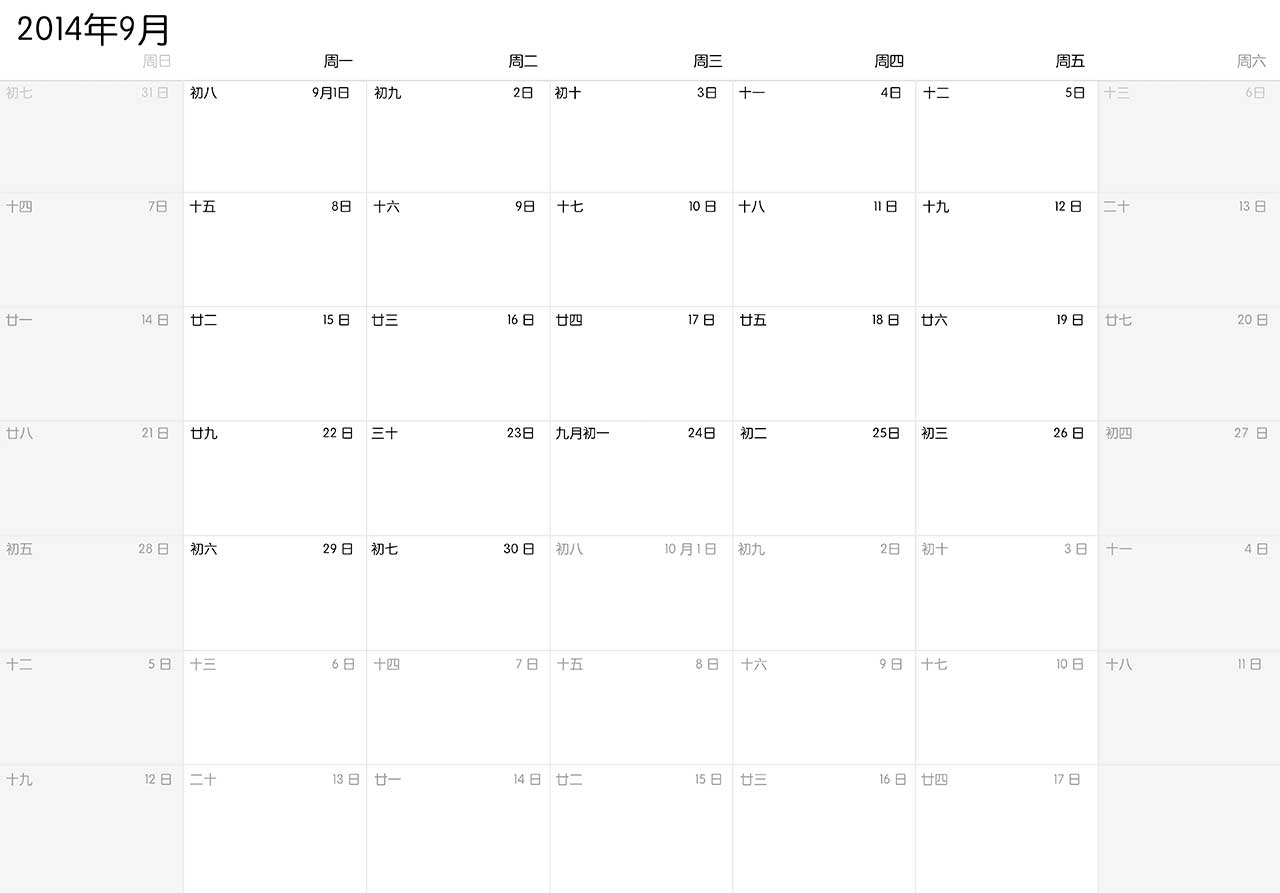 2014年9月
周日 周一 周二 周三 周四 周五 周六
初七 31日 初八 9月1日 初九 2日 初十 3日 十一 4日 十二 5日 十三 6日
十四 7日 十五 8日 十六 9日 十七 10日 十八 11日 十九 12日 二十 13日
廿一 14日 廿二 15日 廿三 16日 廿四 17日 廿五 18日 廿六 19日 廿七 20日
廿八 21日 廿九 22日 三十 23日 九月初一 24日 初二 25日 初三 26日 初四 27日
初五 28日 初六 29日 初七 30日 初八 10月1日 初九 2日 初十 3日 十一 4日
十二 5日 十三 6日 十四 7日 十五 8日 十六 9日 十七 10日 十八 11日
十九 12日 二十 13日 廿一 14日 廿二 15日 廿三 16日 廿四 17日